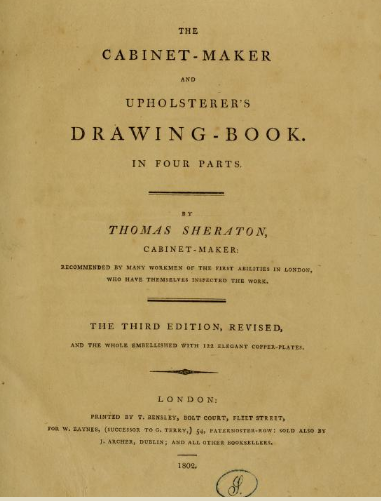 THE
CABINET-MAKER
AND
UPHOLSTERER'S
DRAWING-BOOK.
IN FOUR PARTS.
BY
THOMAS SHERATON,
CABINET-MAKER:
RECOMMENDED BY MANY WORKMEN OF THE FIRST ABILITIES IN LONDON,
WHO HAVE THEMSELVES INSPECTED THE WORK.
THE THIRD EDITION, REVISED,
AND THE WHOLE EMBELLISHED WITH 122 ELEGANT COPPER-PLATES.
LONDON:
PRINTED BY T. BENSLEY, BOLT COURT, FLEET STREET,
FOR W. BAYNES, (SUCCESSOR TO G. TERRY,) 54, PATERNOSTER-ROW: SOLD ALSO BY
J. ARCHER, DUBLIN; AND ALL OTHER BOOKSELLERS.
1802.